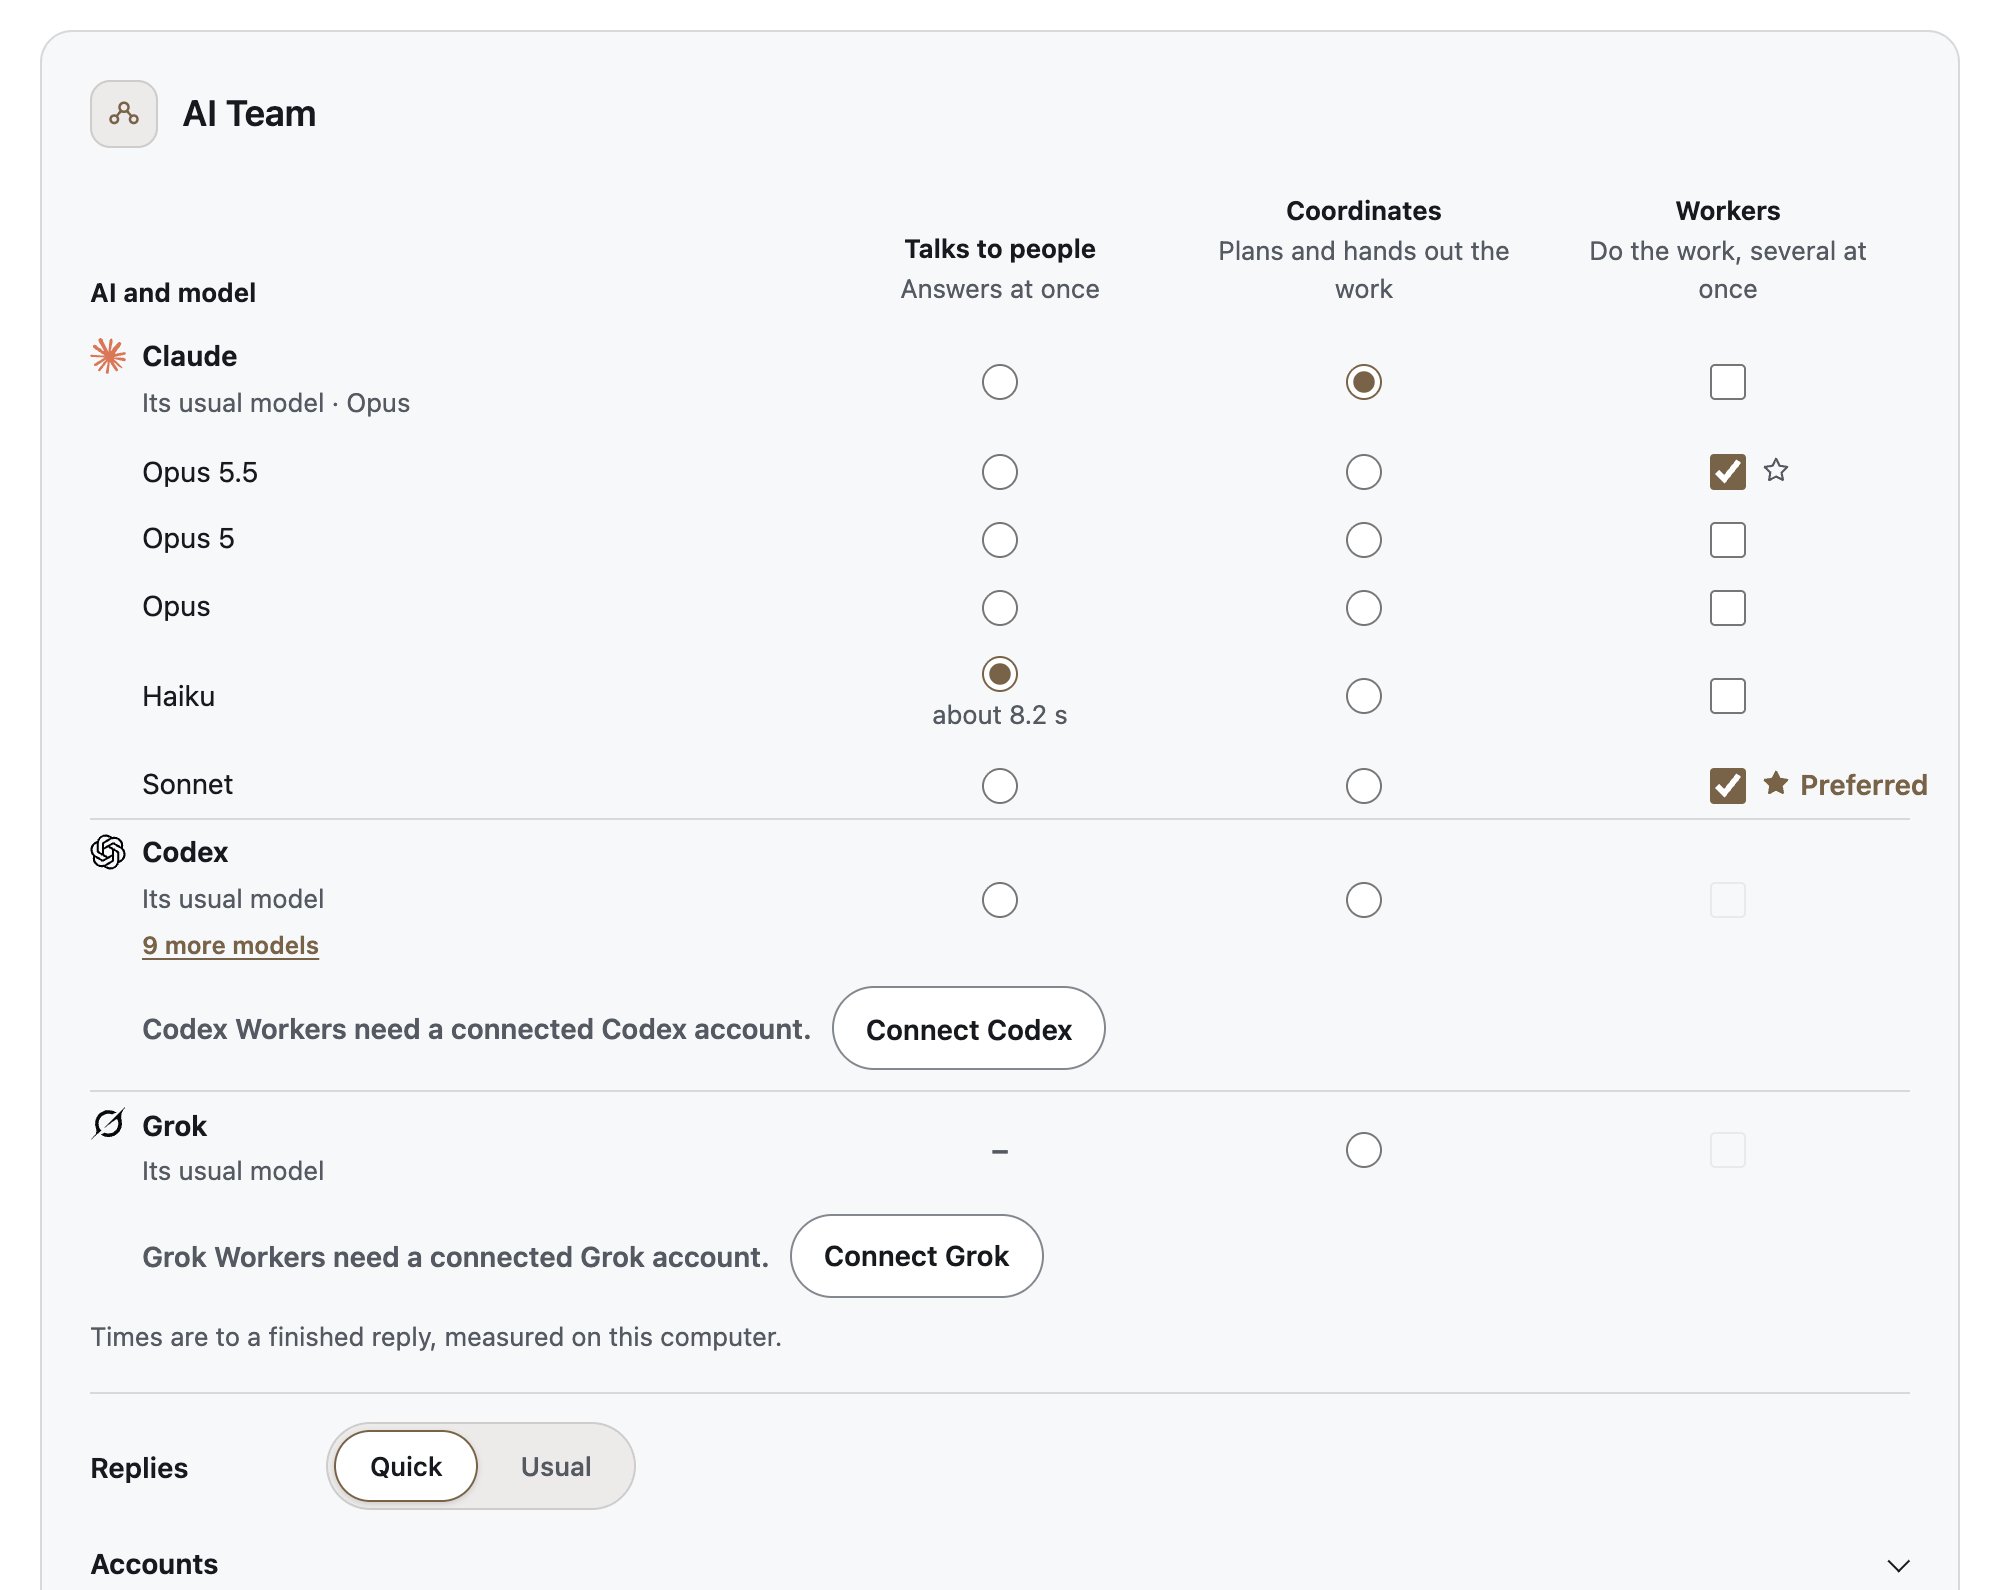 AI Team
AI and model
Talks to people
Answers at once
Coordinates
Plans and hands out the
work
Workers
Do the work, several at
once
Claude
Its usual model · Opus
Opus 5.5
Opus 5
Opus
Haiku
about 8.2 s
Sonnet
Preferred
Codex
Its usual model
9 more models
Codex Workers need a connected Codex account.
Connect Codex
Grok
Its usual model
–
Grok Workers need a connected Grok account.
Connect Grok
Times are to a finished reply, measured on this computer.
Replies
Quick
Usual
Accounts